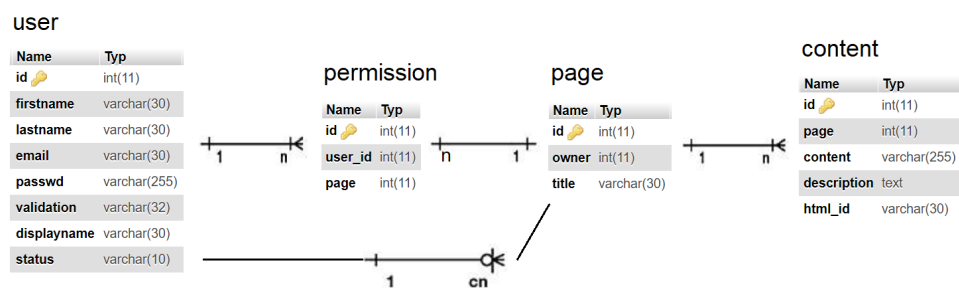 user
Name Typ
id int(11)
firstname varchar(30)
lastname varchar(30)
email varchar(30)
passwd varchar(255)
validation varchar(32)
displayname varchar(30)
status varchar(10)
1 n
permission
Name Typ
id int(11)
user_id int(11)
page int(11)
n 1
page
Name Typ
id int(11)
owner int(11)
title varchar(30)
1 n
content
Name Typ
id int(11)
page int(11)
content varchar(255)
description text
html_id varchar(30)
1 cn